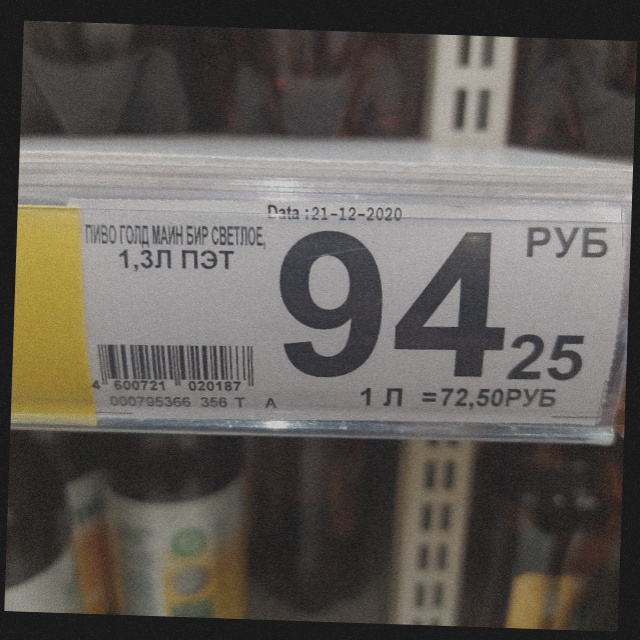 Data :21-12-2020
ПИВО ГОЛД МАИН БИР СВЕТЛОЕ,
1,3Л ПЭТ
94 25
РУБ
4 600721 020187
000795366 356 Т А
1 Л =72,50РУБ